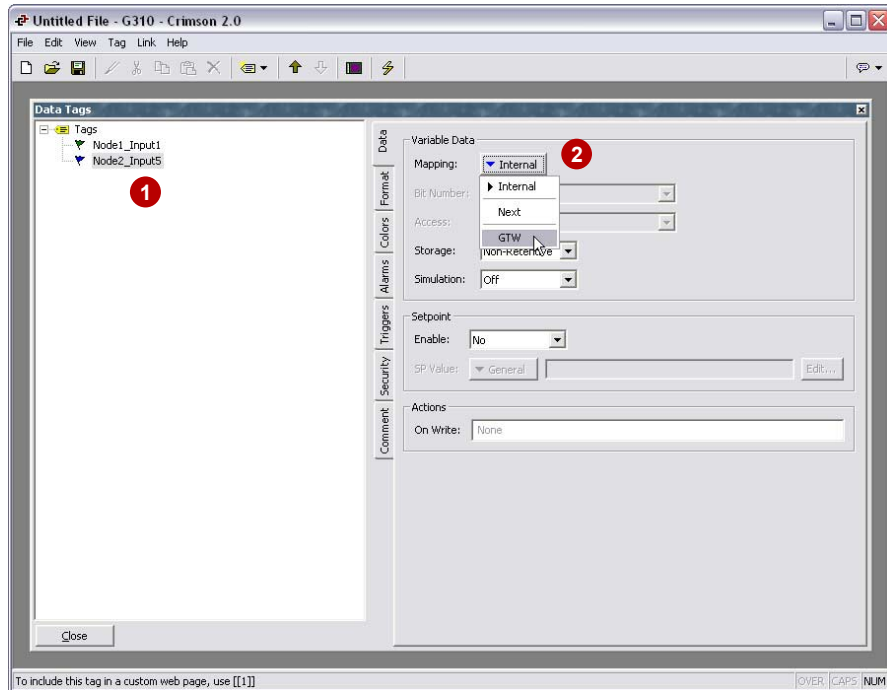 Untitled File - G310 - Crimson 2.0
File Edit View Tag Link Help
Data Tags
Tags
Node1_Input1
Node2_Input5
1
Data
Format
Colors
Alarms
Triggers
Security
Comment
Variable Data
Mapping: Internal
2
Internal
Next
GTW
Bit Number:
Access:
Storage: Non-Retentive
Simulation: Off
Setpoint
Enable: No
SP Value: General Edit...
Actions
On Write: None
Close
To include this tag in a custom web page, use [[1]]
OVER CAPS NUM